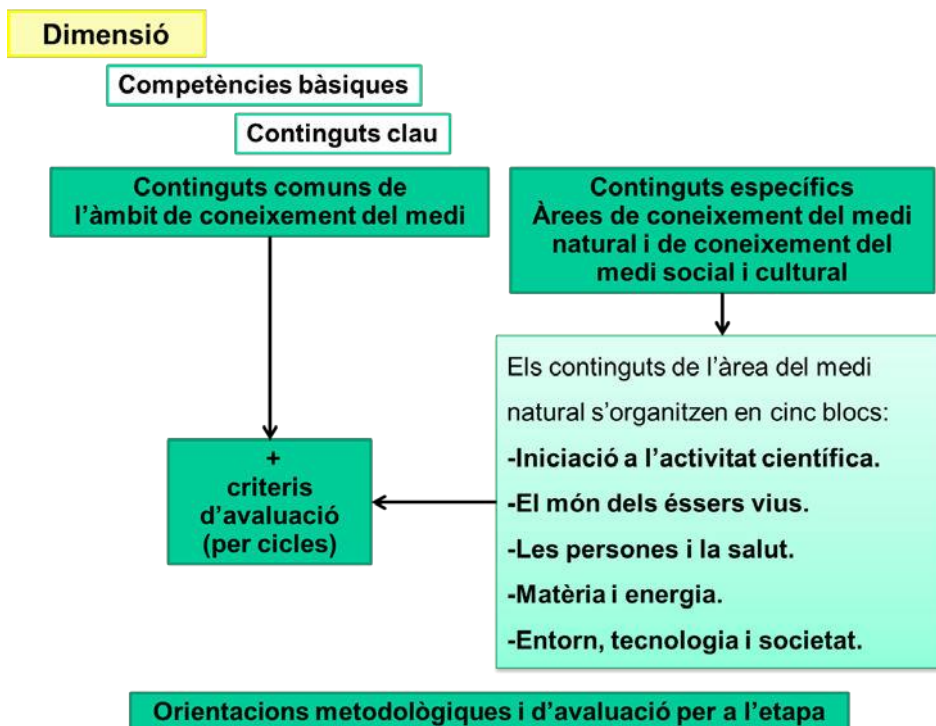 Dimensió
Competències bàsiques
Continguts clau
Continguts comuns de
l’àmbit de coneixement del medi
Continguts específics
Àrees de coneixement del medi
natural i de coneixement del
medi social i cultural
Els continguts de l’àrea del medi
natural s’organitzen en cinc blocs:
-Iniciació a l’activitat científica.
-El món dels éssers vius.
-Les persones i la salut.
-Matèria i energia.
-Entorn, tecnologia i societat.
+
criteris
d’avaluació
(per cicles)
Orientacions metodològiques i d’avaluació per a l’etapa